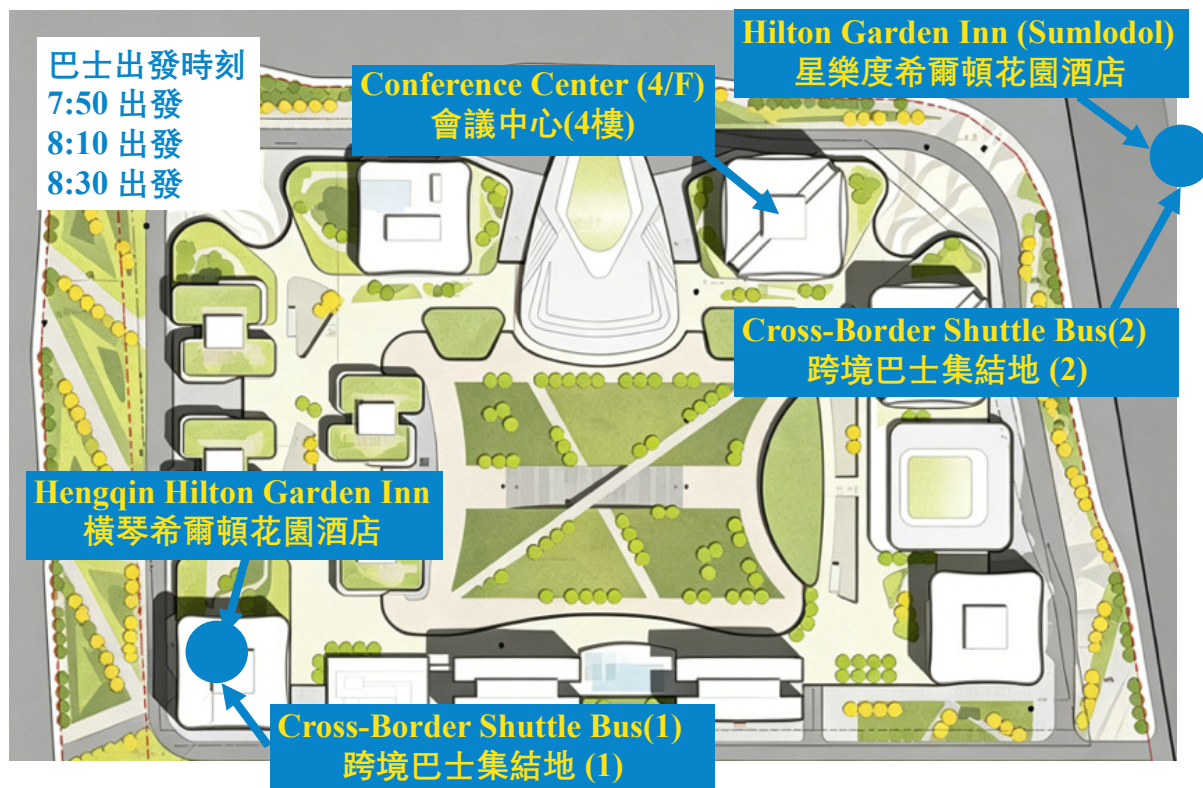 巴士出發時刻
7:50 出發
8:10 出發
8:30 出發
Conference Center (4/F)
會議中心(4樓)
Hilton Garden Inn (Sumlodol)
星樂度希爾頓花園酒店
Cross-Border Shuttle Bus(2)
跨境巴士集結地 (2)
Hengqin Hilton Garden Inn
橫琴希爾頓花園酒店
Cross-Border Shuttle Bus(1)
跨境巴士集結地 (1)